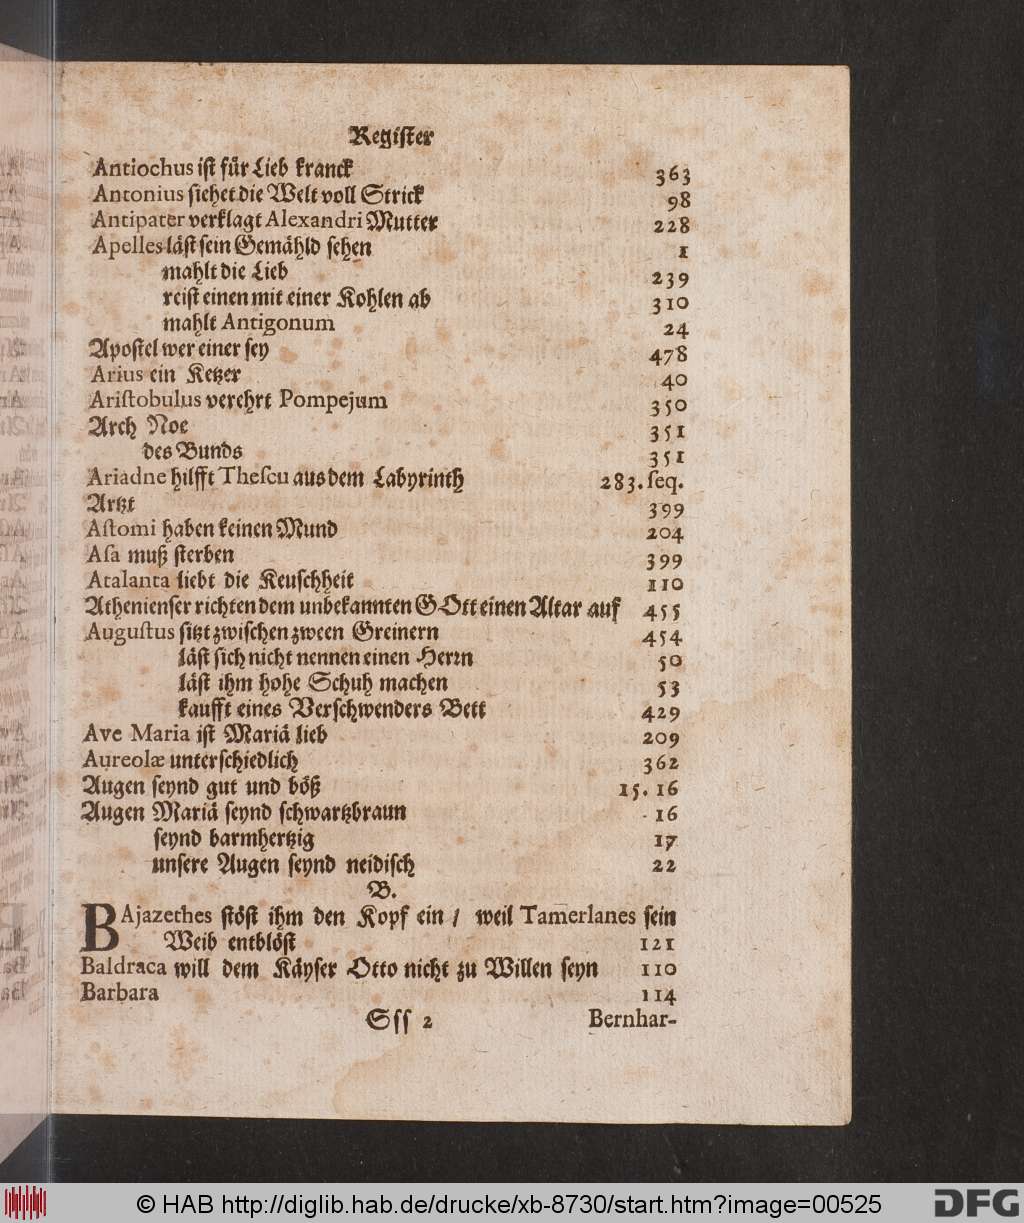 Register
Antiochus ist für Lieb kranck 363
Antonius siehet die Welt voll Strick 98
Antipater verklagt Alexandri Mutter 228
Apelles läst sein Gemähld sehen 1
mahlt die Lieb 239
reist einen mit einer Kohlen ab 310
mahlt Antigonum 24
Apostel wer einer sey 478
Arius ein Ketzer 40
Aristobulus verehrt Pompejum 350
Arch Noe 351
des Bunds 351
Ariadne hilfft Theseu aus dem Labyrinth 283. seq.
Artzt 399
Astomi haben keinen Mund 204
Asa muß sterben 399
Atalanta liebt die Keuschheit 110
Athenienser richten dem unbekannten GOtt einen Altar auf 455
Augustus sitzt zwischen zween Greinern 454
läst sich nicht nennen einen Herrn 50
läst ihm hohe Schuh machen 53
kaufft eines Verschwenders Bett 429
Ave Maria ist Mariä lieb 209
Aureolæ unterschiedlich 362
Augen seynd gut und böß 15. 16
Augen Mariä seynd schwartzbraun 16
seynd barmhertzig 17
unsere Augen seynd neidisch 22
B.
BAjazethes stöst ihm den Kopf ein / weil Tamerlanes sein
Weib entblöst 121
Baldraca will dem Käyser Otto nicht zu Willen seyn 110
Barbara 114
Sss 2 Bernhar-
© HAB http://diglib.hab.de/drucke/xb-8730/start.htm?image=00525
DFG